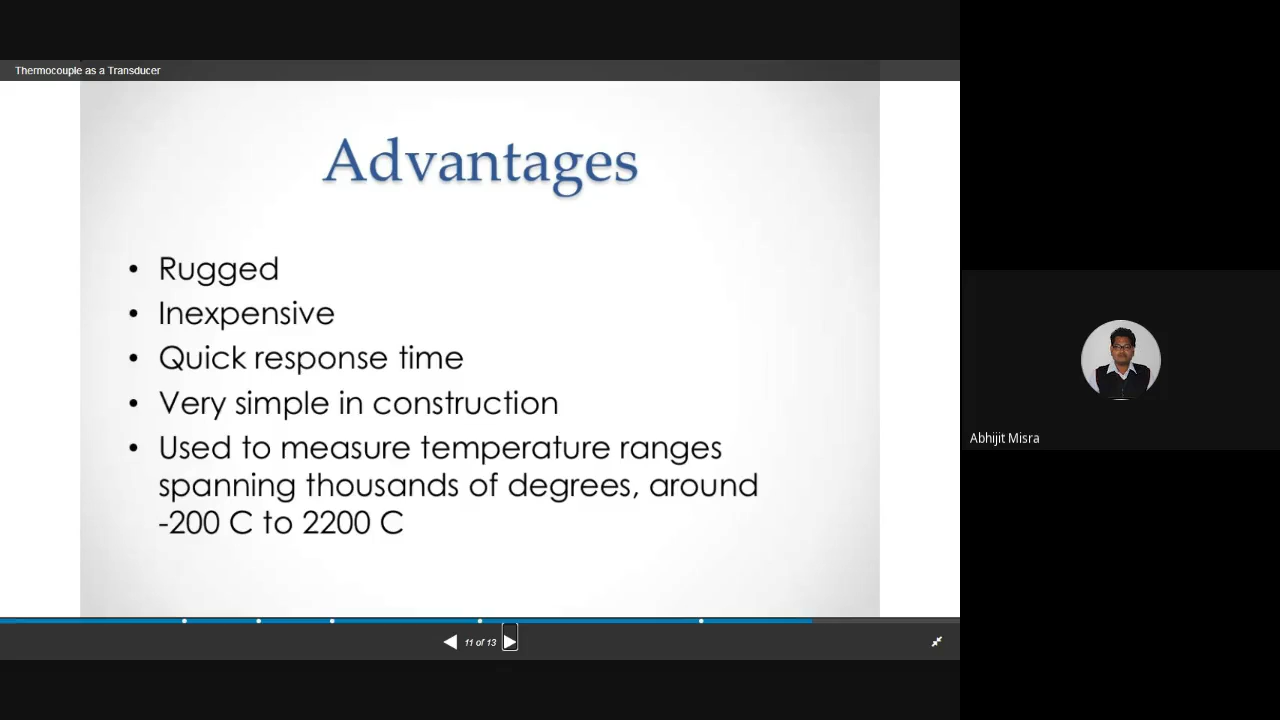 Thermocouple as a Transducer
Advantages
• Rugged
• Inexpensive
• Quick response time
• Very simple in construction
• Used to measure temperature ranges
spanning thousands of degrees, around
-200 C to 2200 C
11 of 13
Abhijit Misra